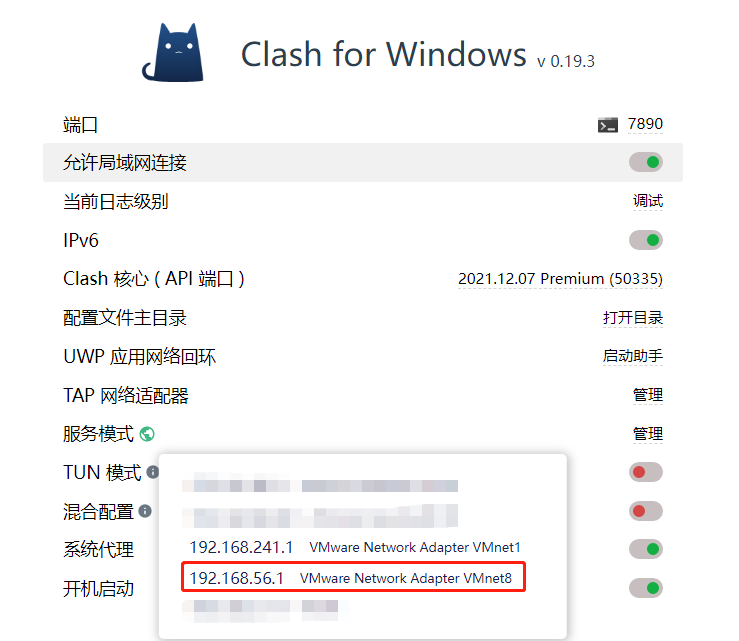 Clash for Windows v 0.19.3
端口 7890
允许局域网连接
当前日志级别 调试
IPv6
Clash 核心 ( API 端口 ) 2021.12.07 Premium (50335)
配置文件主目录 打开目录
UWP 应用网络回环 启动助手
TAP 网络适配器 管理
服务模式 管理
TUN 模式
混合配置
192.168.241.1 VMware Network Adapter VMnet1
系统代理
192.168.56.1 VMware Network Adapter VMnet8
开机启动